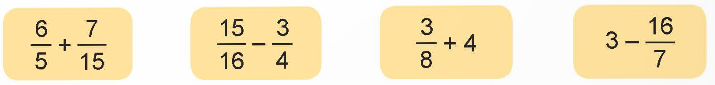 6/5 + 7/15
15/16 − 3/4
3/8 + 4
3 − 16/7